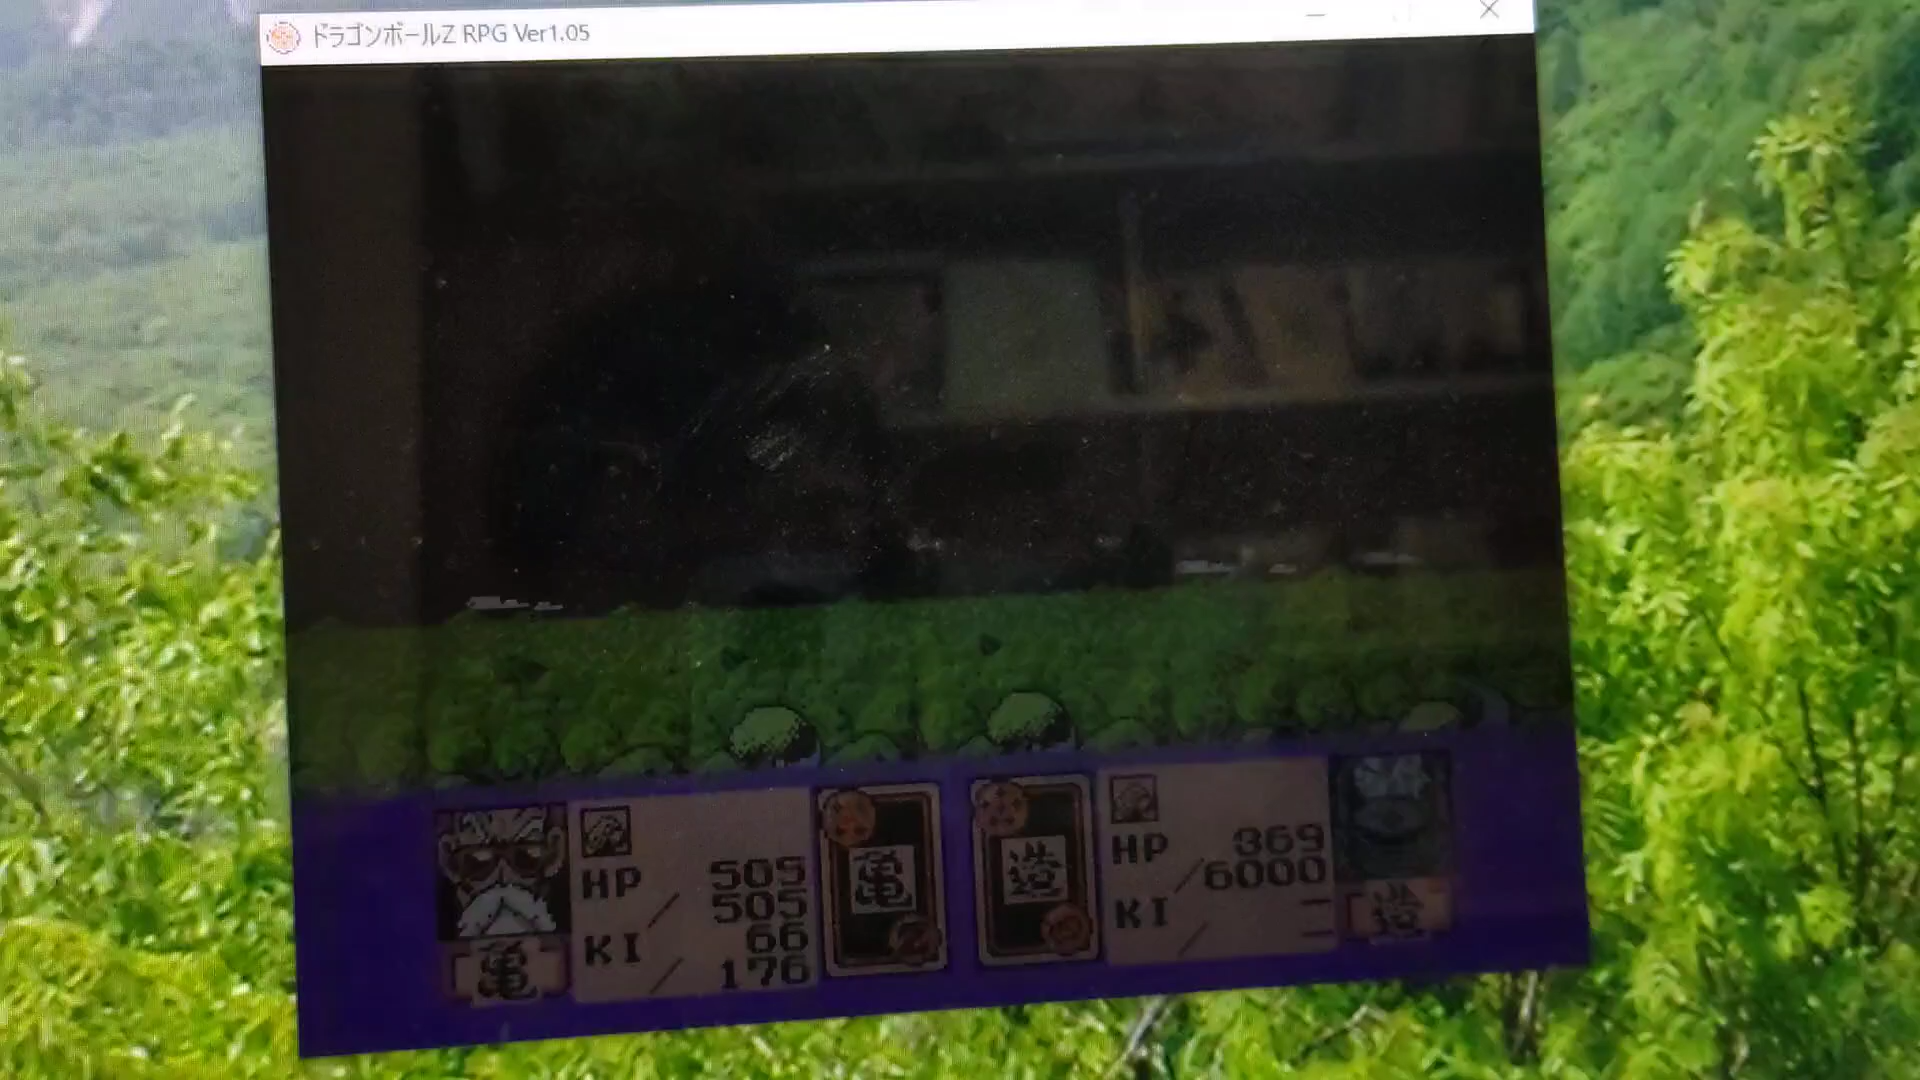 ドラゴンボールZ RPG Ver1.05
HP 505
/ 505
KI 66
/ 176
亀
亀
Z
造
HP 369
/ 6000
KI —
/ —
造